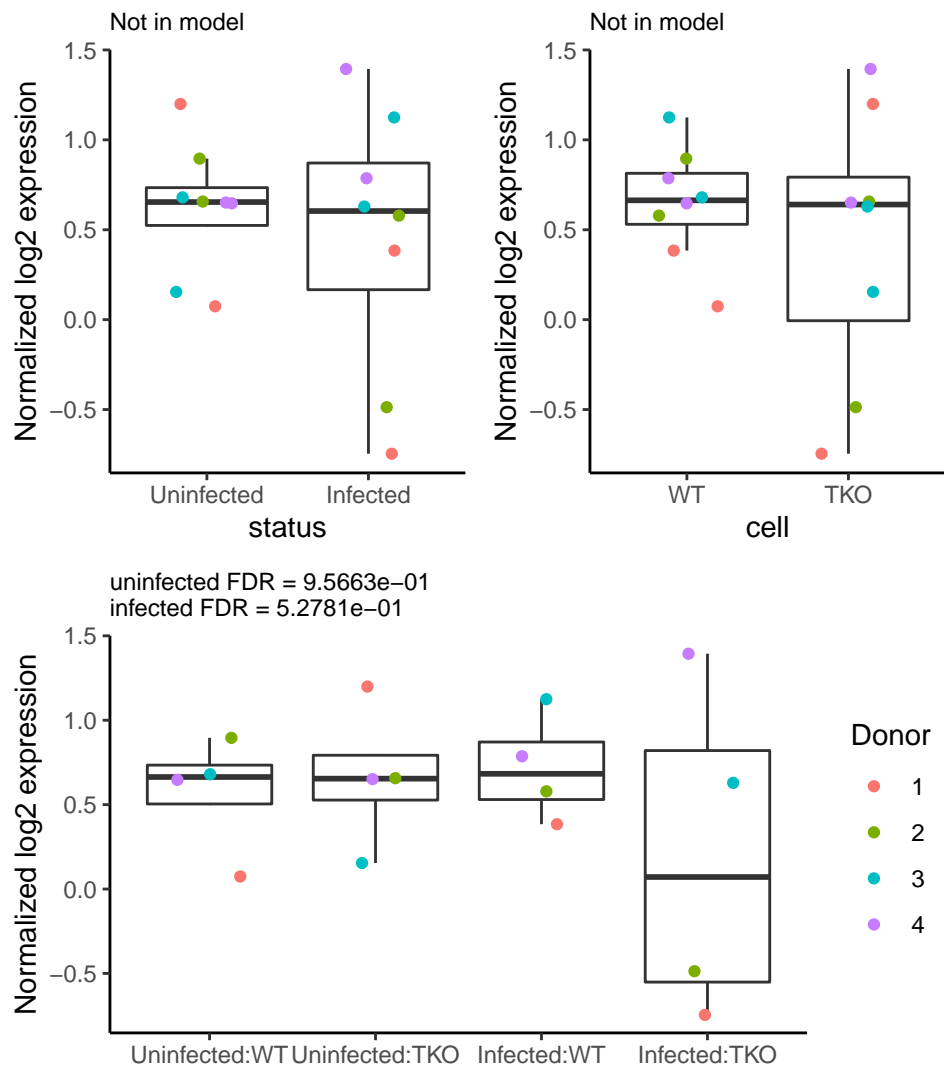 Not in model
Normalized log2 expression
1.5
1.0
0.5
0.0
−0.5
Uninfected
Infected
status
Not in model
Normalized log2 expression
1.5
1.0
0.5
0.0
−0.5
WT
TKO
cell
uninfected FDR = 9.5663e−01
infected FDR = 5.2781e−01
Normalized log2 expression
1.5
1.0
0.5
0.0
−0.5
Uninfected:WT
Uninfected:TKO
Infected:WT
Infected:TKO
Donor
1
2
3
4